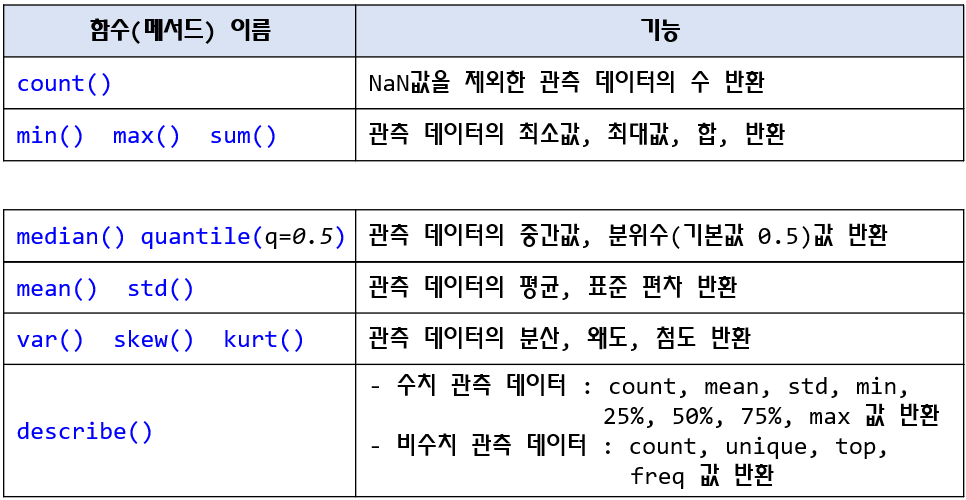 함수(메서드) 이름 기능
count() NaN값을 제외한 관측 데이터의 수 반환
min() max() sum() 관측 데이터의 최소값, 최대값, 합, 반환
median() quantile(q=0.5) 관측 데이터의 중간값, 분위수(기본값 0.5)값 반환
mean() std() 관측 데이터의 평균, 표준 편차 반환
var() skew() kurt() 관측 데이터의 분산, 왜도, 첨도 반환
describe()
- 수치 관측 데이터 : count, mean, std, min,
25%, 50%, 75%, max 값 반환
- 비수치 관측 데이터 : count, unique, top,
freq 값 반환